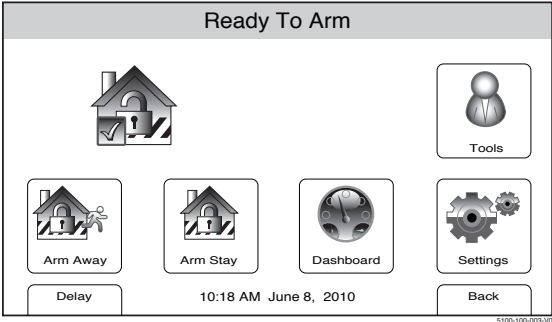 Ready To Arm
Tools
Arm Away
Arm Stay
Dashboard
Settings
Delay
10:18 AM June 8, 2010
Back
5100-100-003-V0